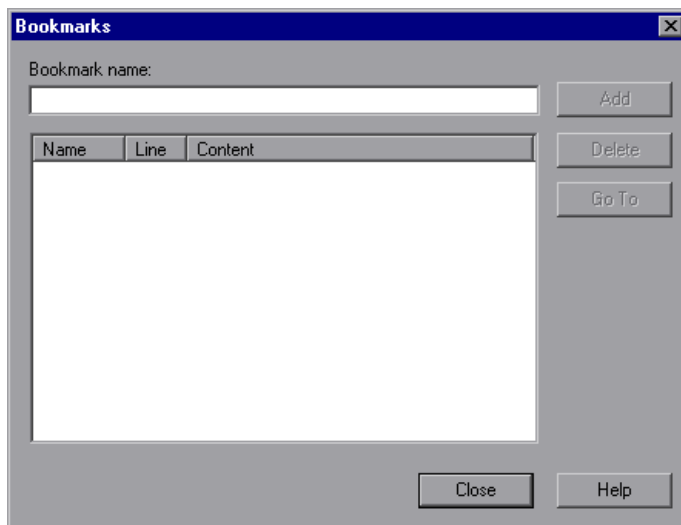 Bookmarks
Bookmark name:
Add
Name Line Content
Delete
Go To
Close Help